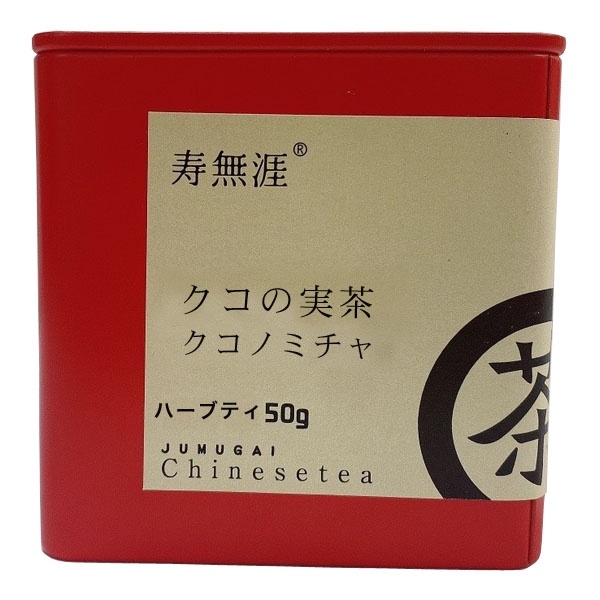 寿無涯®
クコの実茶
クコノミチャ
ハーブティ50g
JUMUGAI
Chinesetea
茶